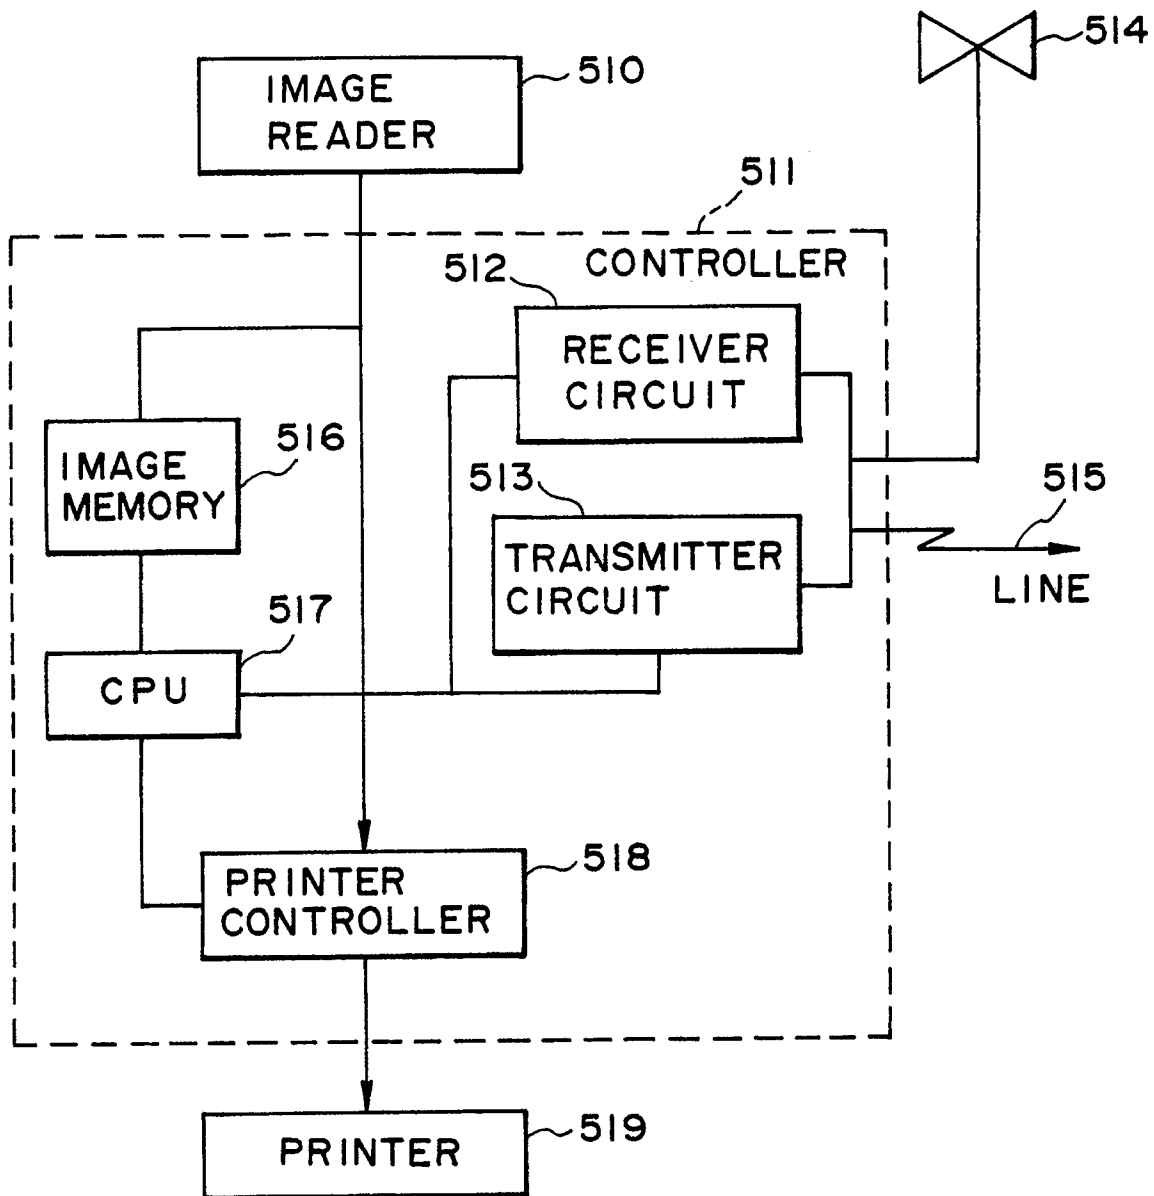 514
IMAGE
READER
510
511
CONTROLLER
512
RECEIVER
CIRCUIT
516
IMAGE
MEMORY
513
TRANSMITTER
CIRCUIT
515
LINE
517
CPU
518
PRINTER
CONTROLLER
PRINTER
519